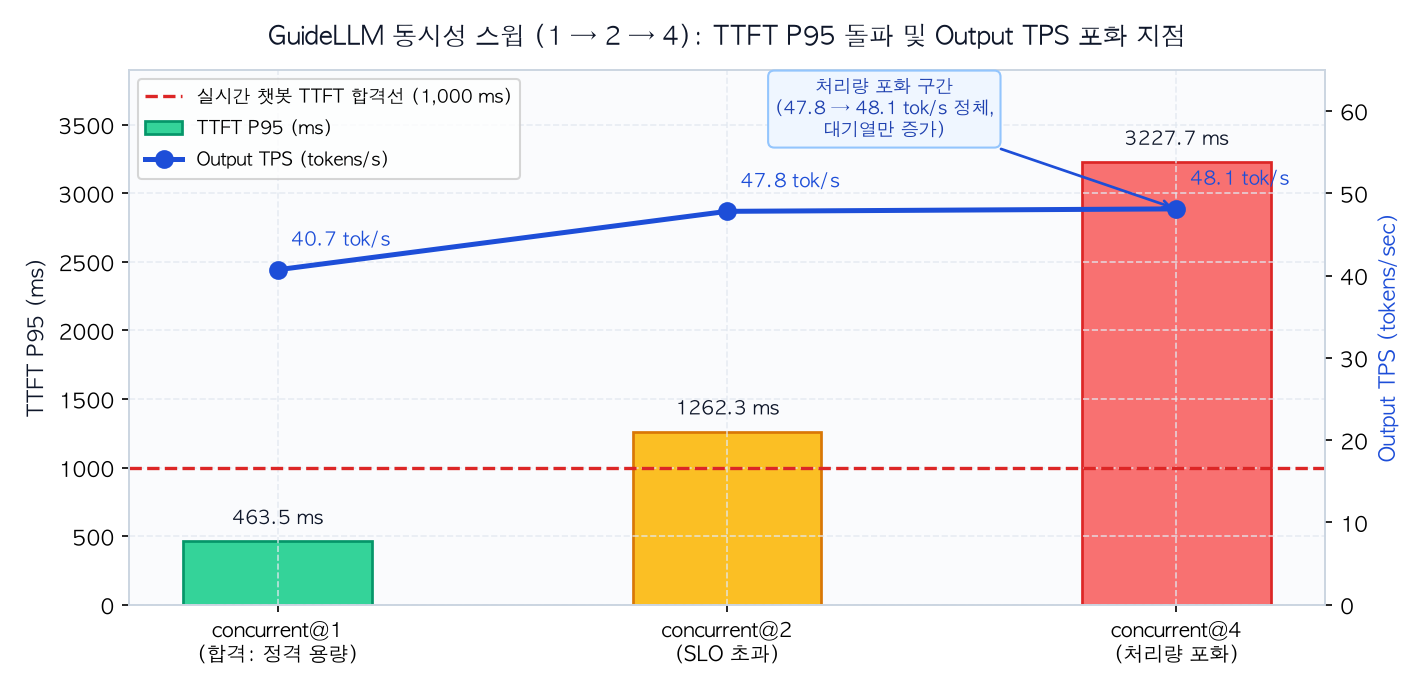 GuideLLM 동시성 스윕 (1 → 2 → 4): TTFT P95 돌파 및 Output TPS 포화 지점
실시간 챗봇 TTFT 합격선 (1,000 ms)
TTFT P95 (ms)
Output TPS (tokens/s)
처리량 포화 구간
(47.8 → 48.1 tok/s 정체,
대기열만 증가)
3227.7 ms
48.1 tok/s
47.8 tok/s
40.7 tok/s
1262.3 ms
463.5 ms
TTFT P95 (ms)
3500
3000
2500
2000
1500
1000
500
0
60
50
40
30
20
10
0
Output TPS (tokens/sec)
concurrent@1
(합격: 정격 용량)
concurrent@2
(SLO 초과)
concurrent@4
(처리량 포화)